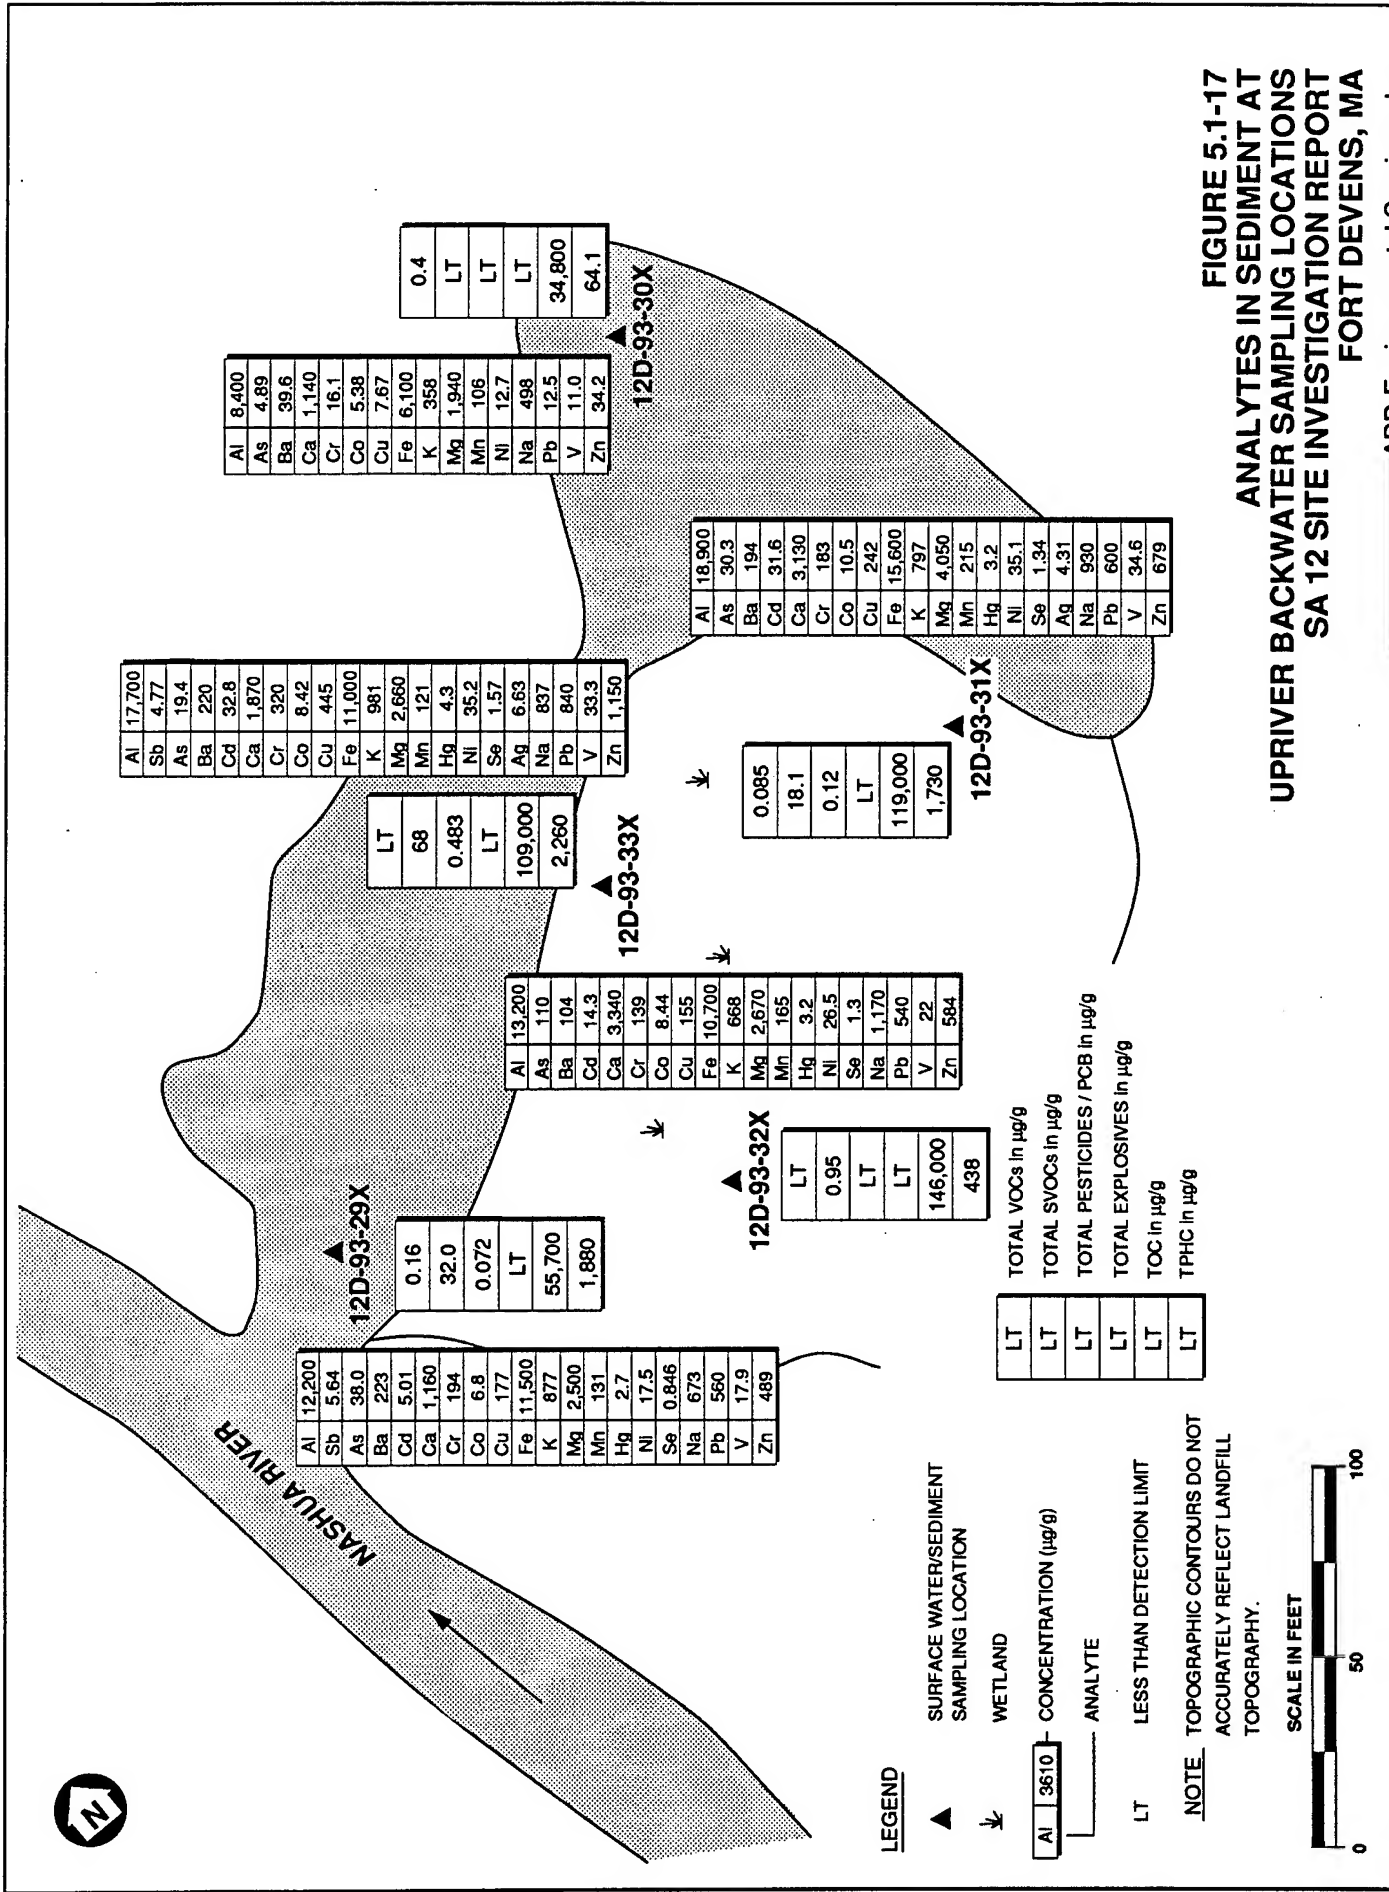 N
NASHUA RIVER
12D-93-29X
Al 12,200
Sb 5.64
As 38.0
Ba 223
Cd 5.01
Ca 1,160
Cr 194
Co 6.8
Cu 177
Fe 11,500
K 877
Mg 2,500
Mn 131
Hg 2.7
Ni 17.5
Se 0.846
Na 673
Pb 560
V 17.9
Zn 489
0.16
32.0
0.072
LT
55,700
1,880
12D-93-32X
Al 13,200
As 110
Ba 104
Cd 14.3
Ca 3,340
Cr 139
Co 8.44
Cu 155
Fe 10,700
K 668
Mg 2,670
Mn 165
Hg 3.2
Ni 26.5
Se 1.3
Na 1,170
Pb 540
V 22
Zn 584
LT
0.95
LT
LT
146,000
438
12D-93-33X
Al 17,700
Sb 4.77
As 19.4
Ba 220
Cd 32.8
Ca 1,870
Cr 320
Co 8.42
Cu 445
Fe 11,000
K 981
Mg 2,660
Mn 121
Hg 4.3
Ni 35.2
Se 1.57
Ag 6.63
Na 837
Pb 840
V 33.3
Zn 1,150
LT
68
0.483
LT
109,000
2,260
12D-93-31X
Al 18,900
As 30.3
Ba 194
Cd 31.6
Ca 3,130
Cr 183
Co 10.5
Cu 242
Fe 15,600
K 797
Mg 4,050
Mn 215
Hg 3.2
Ni 35.1
Se 1.34
Ag 4.31
Na 930
Pb 600
V 34.6
Zn 679
0.085
18.1
0.12
LT
119,000
1,730
12D-93-30X
Al 8,400
As 4.89
Ba 39.6
Ca 1,140
Cr 16.1
Co 5.38
Cu 7.67
Fe 6,100
K 358
Mg 1,940
Mn 106
Ni 12.7
Na 498
Pb 12.5
V 11.0
Zn 34.2
0.4
LT
LT
LT
34,800
64.1
LEGEND
SURFACE WATER/SEDIMENT
SAMPLING LOCATION
WETLAND
Al 3610 CONCENTRATION (µg/g)
ANALYTE
LT LESS THAN DETECTION LIMIT
NOTE TOPOGRAPHIC CONTOURS DO NOT
ACCURATELY REFLECT LANDFILL
TOPOGRAPHY.
SCALE IN FEET
0 50 100
LT TOTAL VOCs in µg/g
LT TOTAL SVOCs in µg/g
LT TOTAL PESTICIDES / PCB in µg/g
LT TOTAL EXPLOSIVES in µg/g
LT TOC in µg/g
LT TPHC in µg/g
FIGURE 5.1-17
ANALYTES IN SEDIMENT AT
UPRIVER BACKWATER SAMPLING LOCATIONS
SA 12 SITE INVESTIGATION REPORT
FORT DEVENS, MA